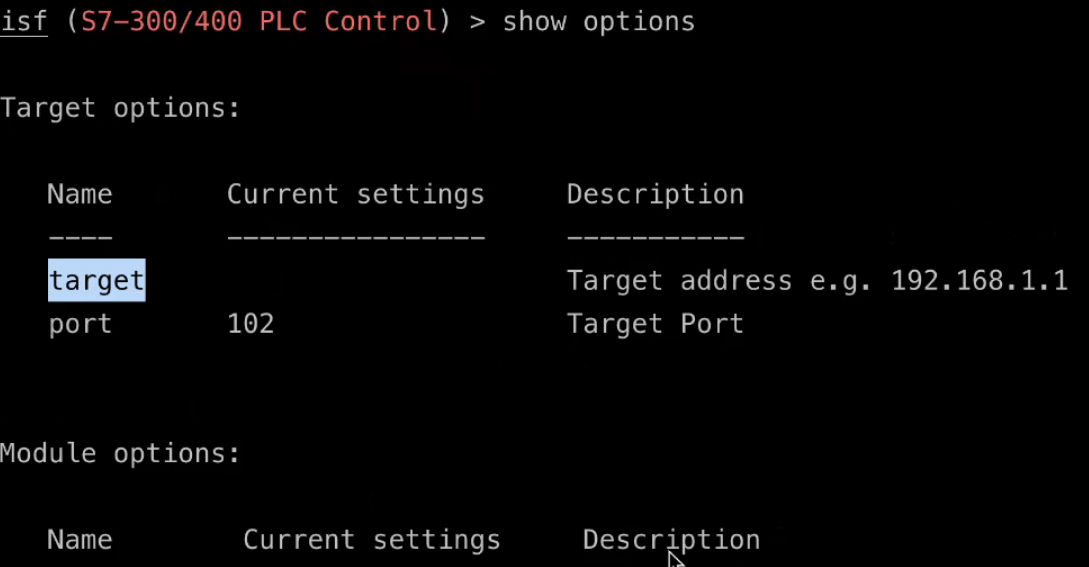 isf (S7-300/400 PLC Control) > show options
Target options:
Name Current settings Description
---- ---------------- -----------
target Target address e.g. 192.168.1.1
port 102 Target Port
Module options:
Name Current settings Description